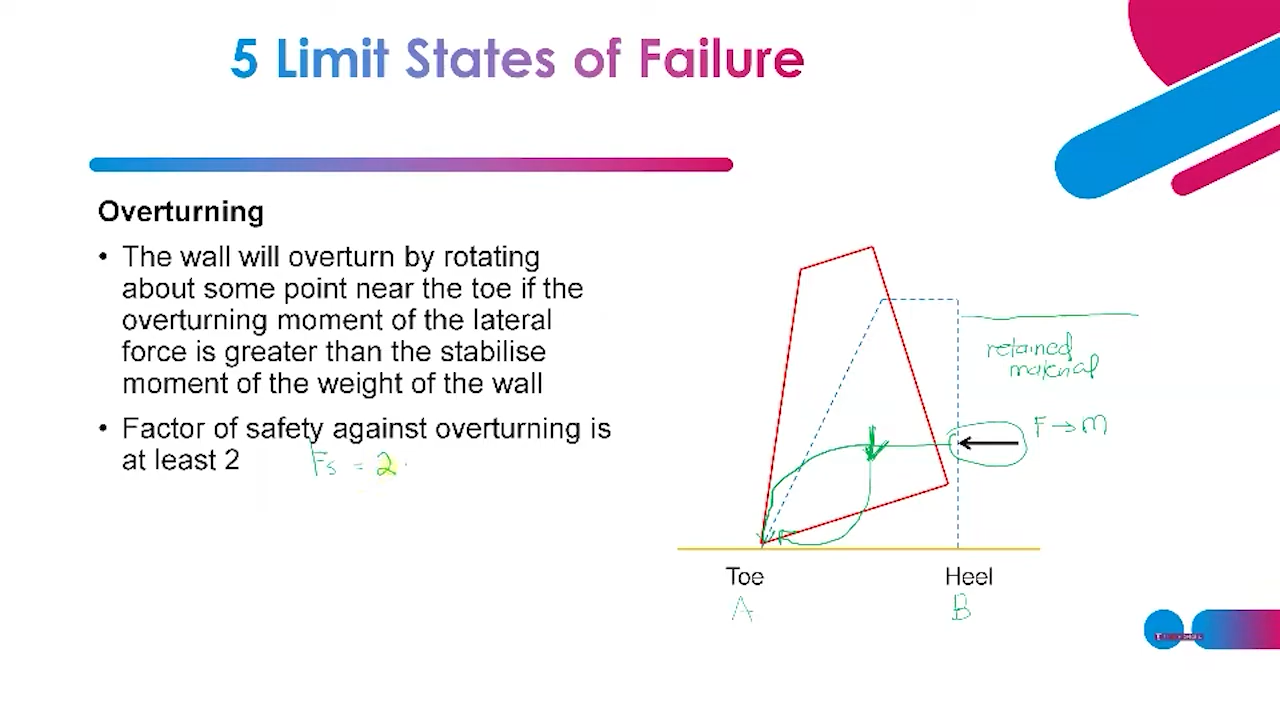 5 Limit States of Failure
Overturning
• The wall will overturn by rotating
about some point near the toe if the
overturning moment of the lateral
force is greater than the stabilise
moment of the weight of the wall
• Factor of safety against overturning is
at least 2
Fs = 2
retained
material
F → m
Toe
Heel
A
B